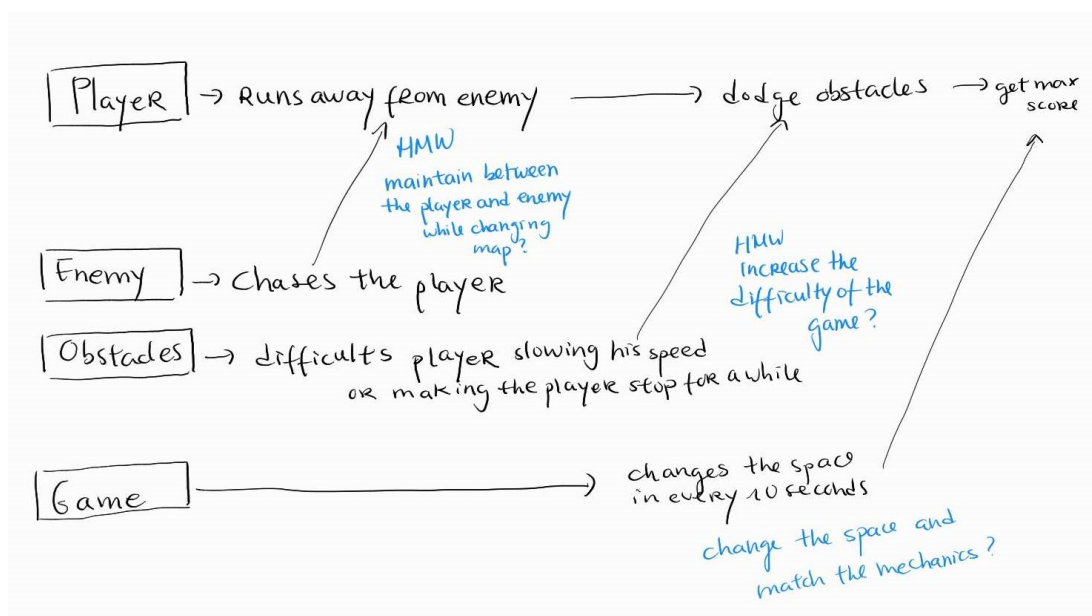 Player → Runs away from enemy → dodge obstacles → get max
score
HMW
maintain between
the player and enemy
while changing
map?
Enemy → Chases the player
HMW
increase the
difficulty of the
game?
Obstacles → difficults player slowing his speed
or making the player stop for a while
Game → changes the space
in every 10 seconds
change the space and
match the mechanics?